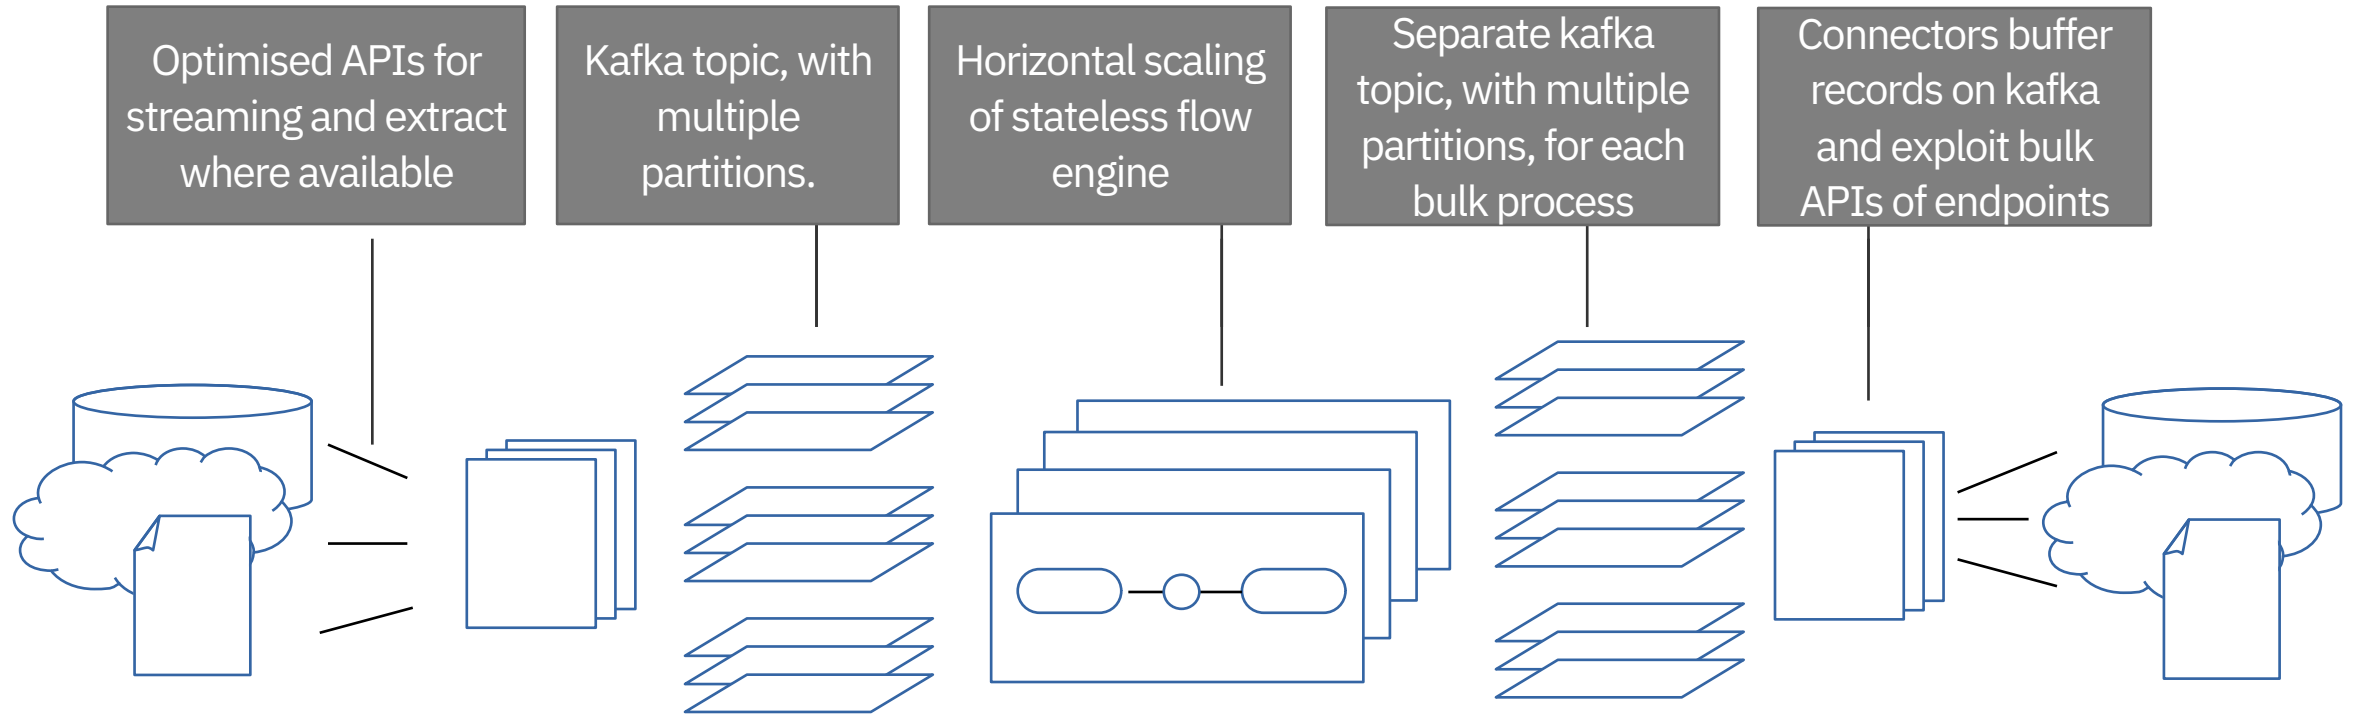 Optimised APIs for
streaming and extract
where available
Kafka topic, with
multiple
partitions.
Horizontal scaling
of stateless flow
engine
Separate kafka
topic, with multiple
partitions, for each
bulk process
Connectors buffer
records on kafka
and exploit bulk
APIs of endpoints